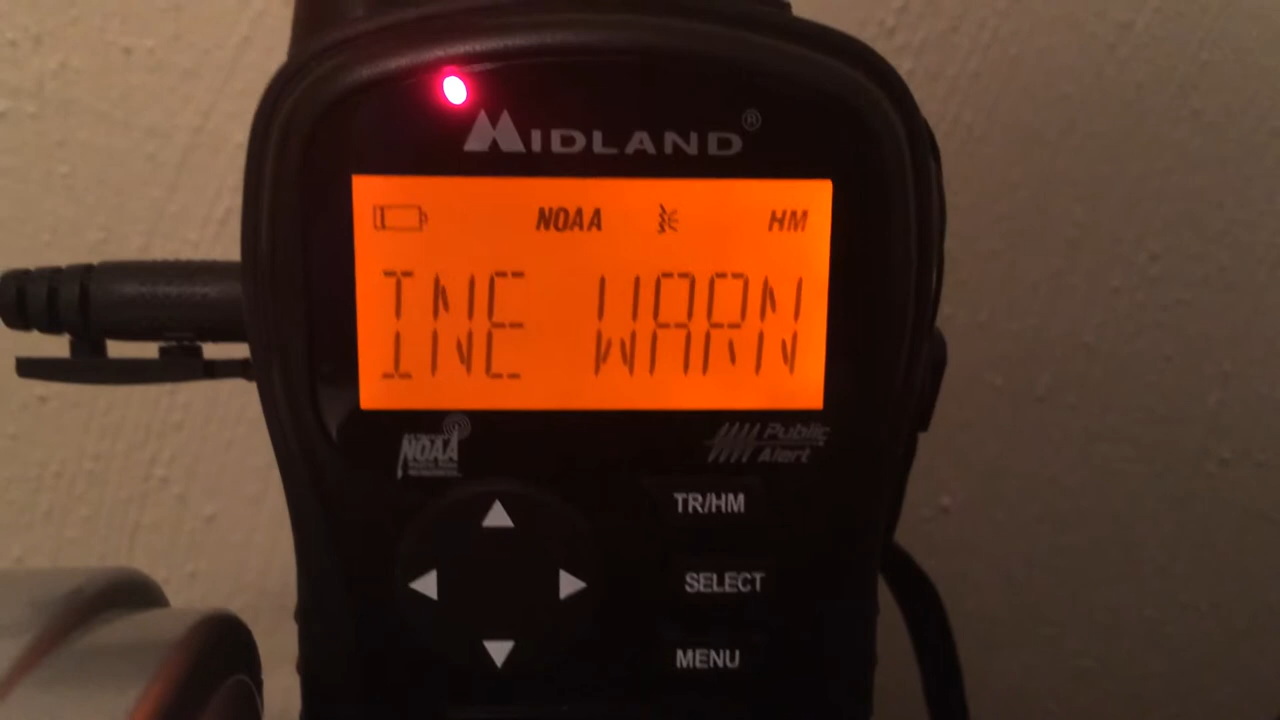 MIDLAND®
NOAA HM
INE WARN
NOAA
Public
Alert
TR/HM
SELECT
MENU